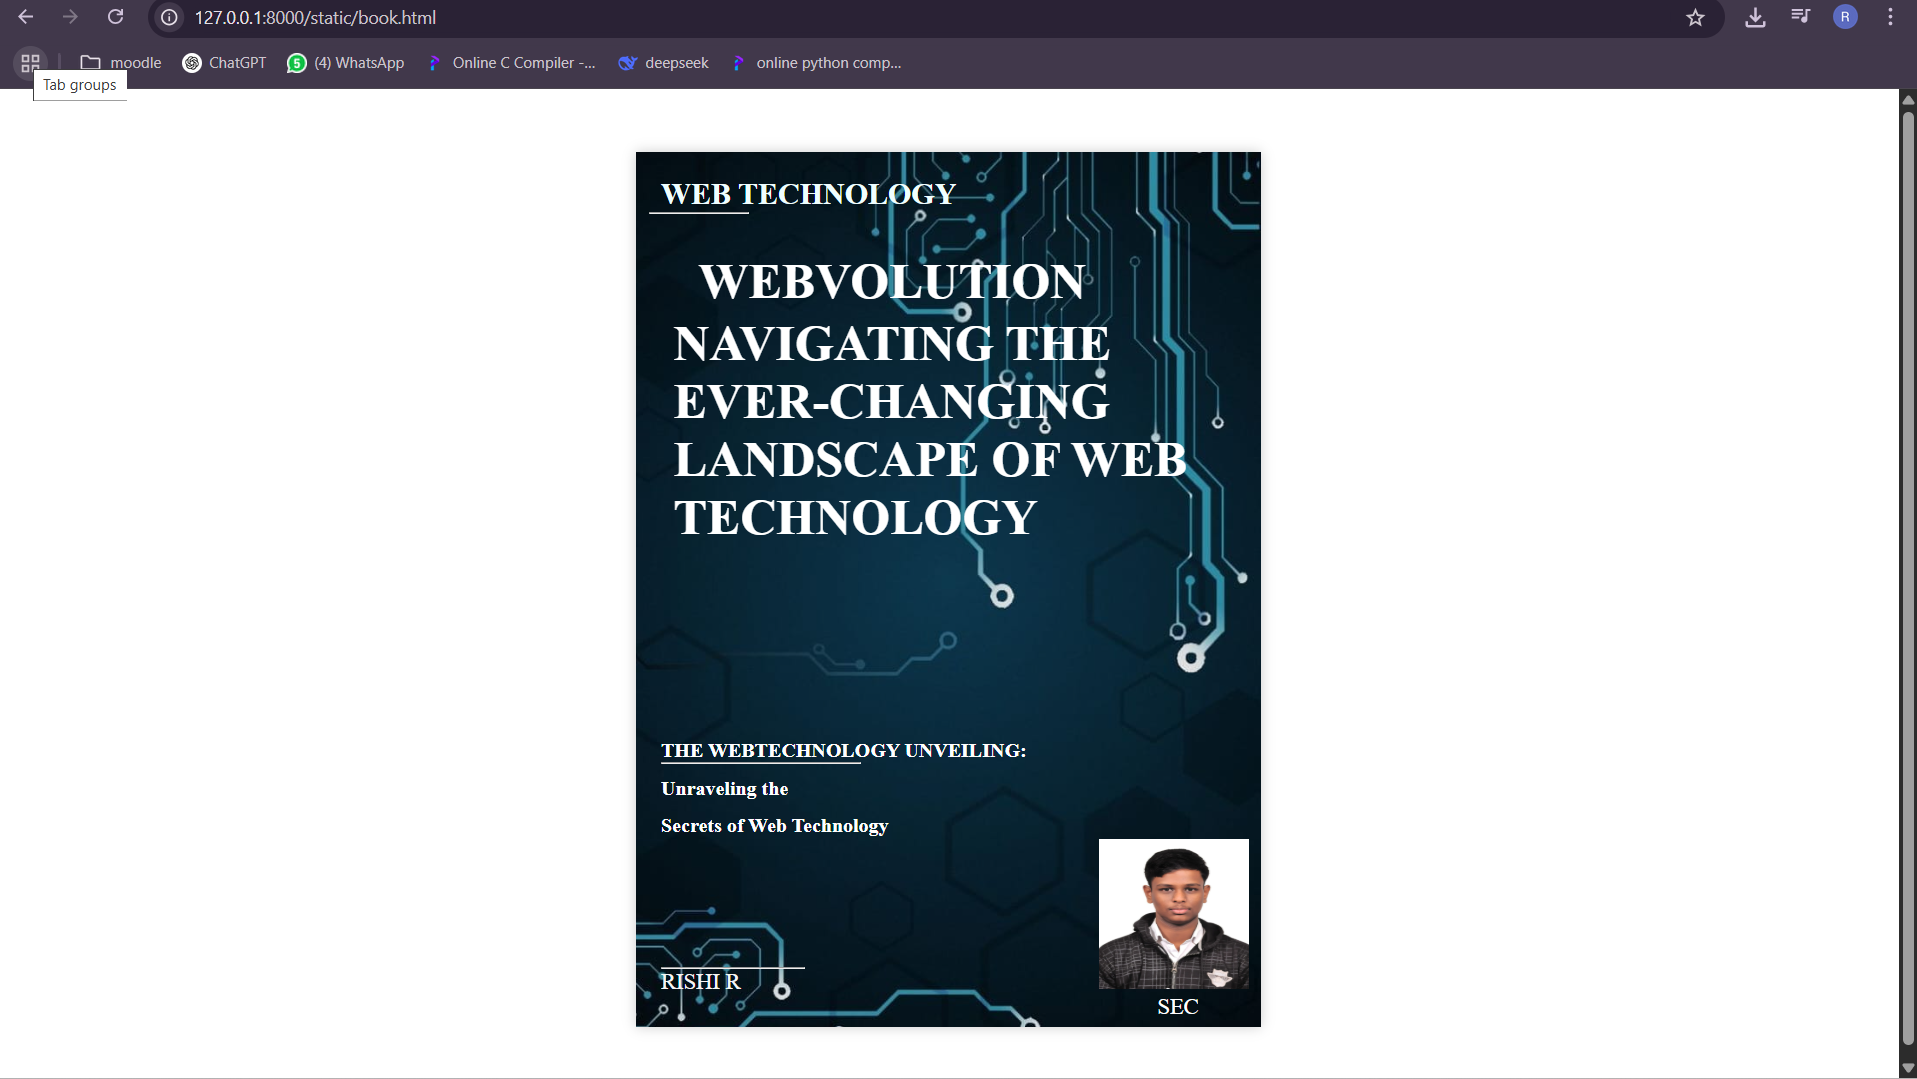 127.0.0.1:8000/static/book.html
R
moodle
ChatGPT
5
(4) WhatsApp
Online C Compiler -...
deepseek
online python comp...
Tab groups
WEB TECHNOLOGY
WEBVOLUTION
NAVIGATING THE
EVER-CHANGING
LANDSCAPE OF WEB
TECHNOLOGY
THE WEBTECHNOLOGY UNVEILING:
Unraveling the
Secrets of Web Technology
RISHI R
SEC